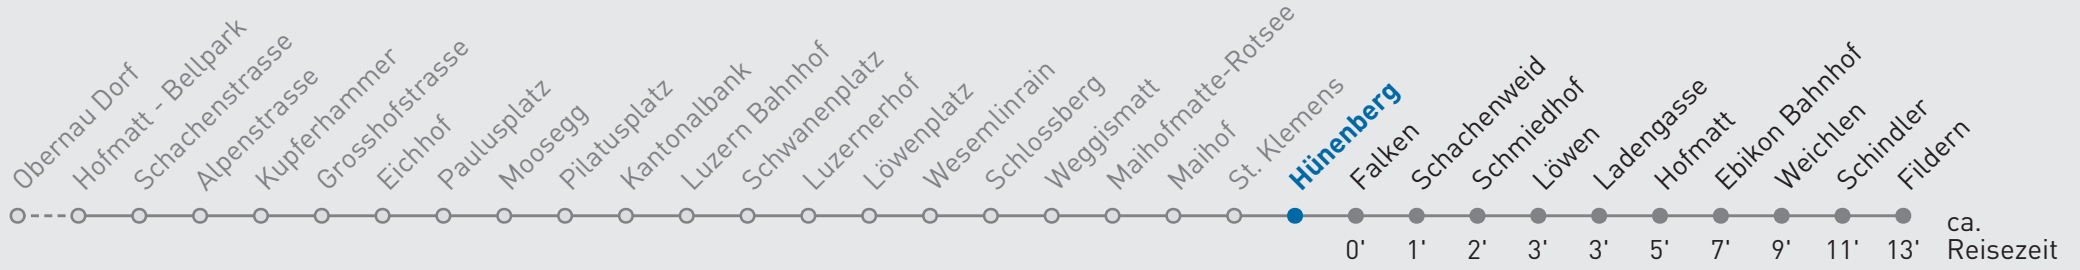 Obernau Dorf
Hofmatt - Bellpark
Schachenstrasse
Alpenstrasse
Kupferhammer
Grosshofstrasse
Eichhof
Paulusplatz
Moosegg
Pilatusplatz
Kantonalbank
Luzern Bahnhof
Schwanenplatz
Luzernerhof
Löwenplatz
Wesemlinrain
Schlossberg
Weggismatt
Maihofmatte-Rotsee
Maihof
St. Klemens
Hünenberg
Falken
Schachenweid
Schmiedhof
Löwen
Ladengasse
Hofmatt
Ebikon Bahnhof
Weichlen
Schindler
Fildern
0' 1' 2' 3' 3' 5' 7' 9' 11' 13'
ca.
Reisezeit